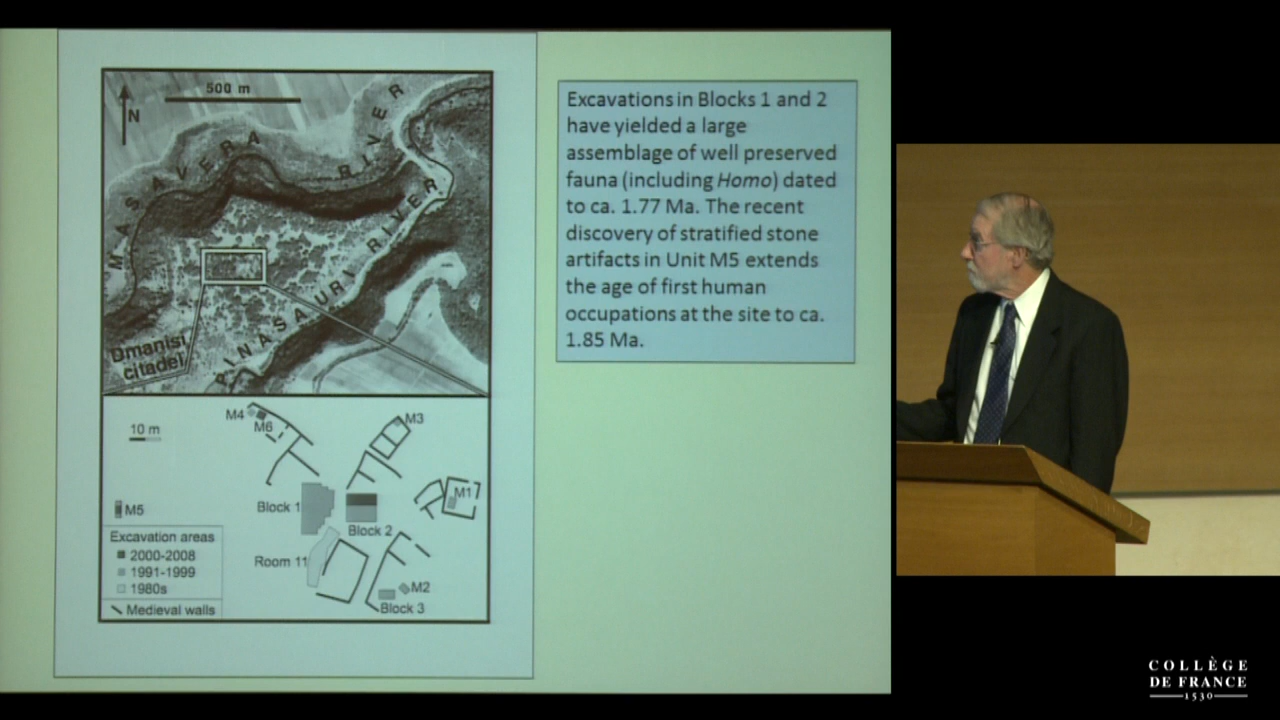 500 m
N
MASAVERA RIVER
PINASAURI RIVER
Dmanisi
citadel
M4
M6
M3
10 m
M1
Block 1
M5
Block 2
Excavation areas
2000-2008
1991-1999
1980s
Medieval walls
Room 11
M2
Block 3
Excavations in Blocks 1 and 2
have yielded a large
assemblage of well preserved
fauna (including Homo) dated
to ca. 1.77 Ma. The recent
discovery of stratified stone
artifacts in Unit M5 extends
the age of first human
occupations at the site to ca.
1.85 Ma.
COLLÈGE
DE FRANCE
1530